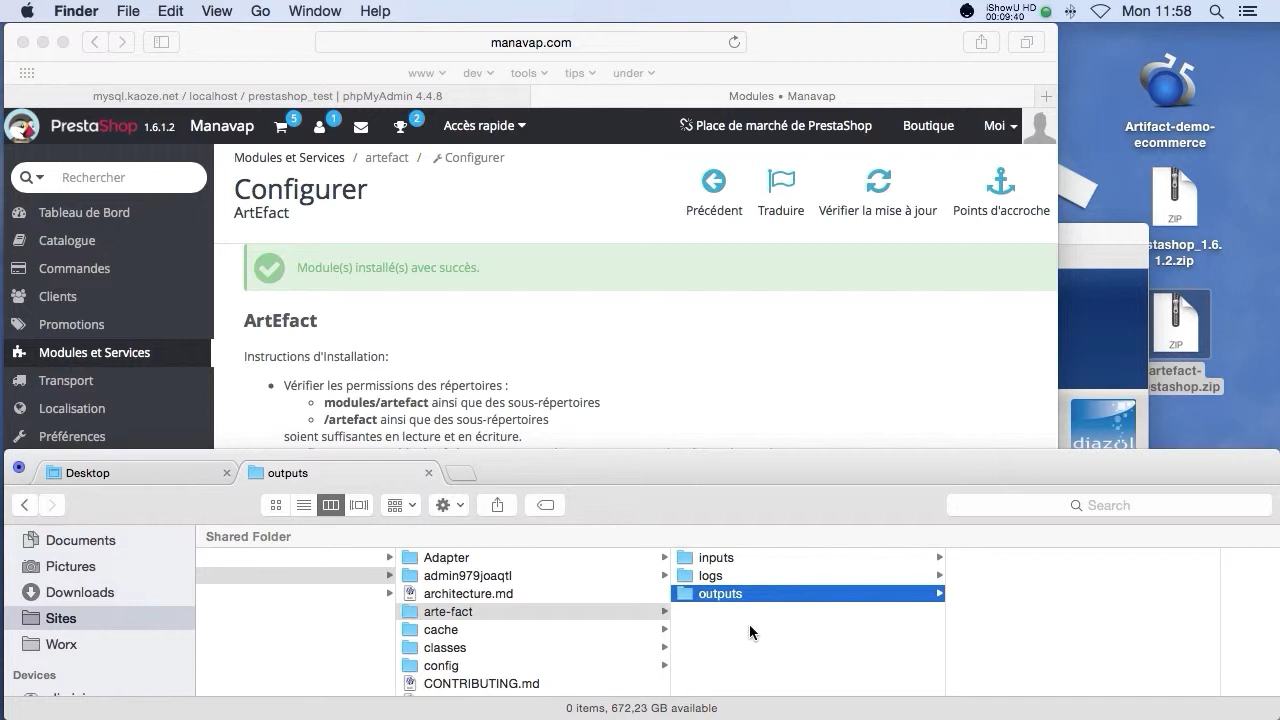 Finder File Edit View Go Window Help iShowU HD 00:09:40 Mon 11:58
manavap.com
www dev tools tips under
mysql.kaoze.net / localhost / prestashop_test | phpMyAdmin 4.4.8
Modules • Manavap
PrestaShop 1.6.1.2 Manavap 5 1 2 Accès rapide Place de marché de PrestaShop Boutique Moi
Rechercher
Tableau de Bord
Catalogue
Commandes
Clients
Promotions
Modules et Services
Transport
Localisation
Préférences
Modules et Services / artefact / Configurer
Configurer
ArtEfact
Précédent Traduire Vérifier la mise à jour Points d'accroche
Module(s) installé(s) avec succès.
ArtEfact
Instructions d'Installation:
Vérifier les permissions des répertoires :
modules/artefact ainsi que des sous-répertoires
/artefact ainsi que des sous-répertoires
soient suffisantes en lecture et en écriture.
Artifact-demo-
ecommerce
ZIP
stashop_1.6.
1.2.zip
ZIP
artefact-
stashop.zip
diazol
Desktop outputs
Search
Documents
Pictures
Downloads
Sites
Worx
Devices
Shared Folder
Adapter
admin979joaqtl
architecture.md
arte-fact
cache
classes
config
CONTRIBUTING.md
inputs
logs
outputs
0 items, 672,23 GB available